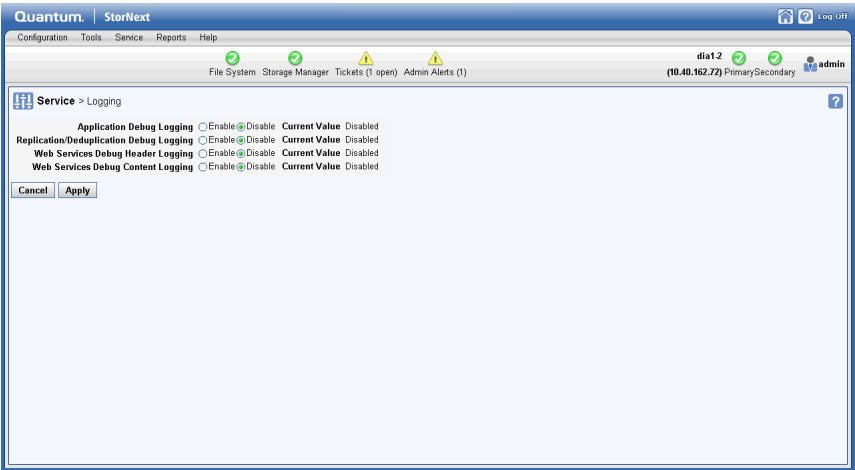 Quantum. | StorNext Log Off
Configuration Tools Service Reports Help
File System Storage Manager Tickets (1 open) Admin Alerts (1)
dia1-2
(10.40.162.72) Primary Secondary admin
Service > Logging ?
Application Debug Logging Enable Disable Current Value Disabled
Replication/Deduplication Debug Logging Enable Disable Current Value Disabled
Web Services Debug Header Logging Enable Disable Current Value Disabled
Web Services Debug Content Logging Enable Disable Current Value Disabled
Cancel Apply